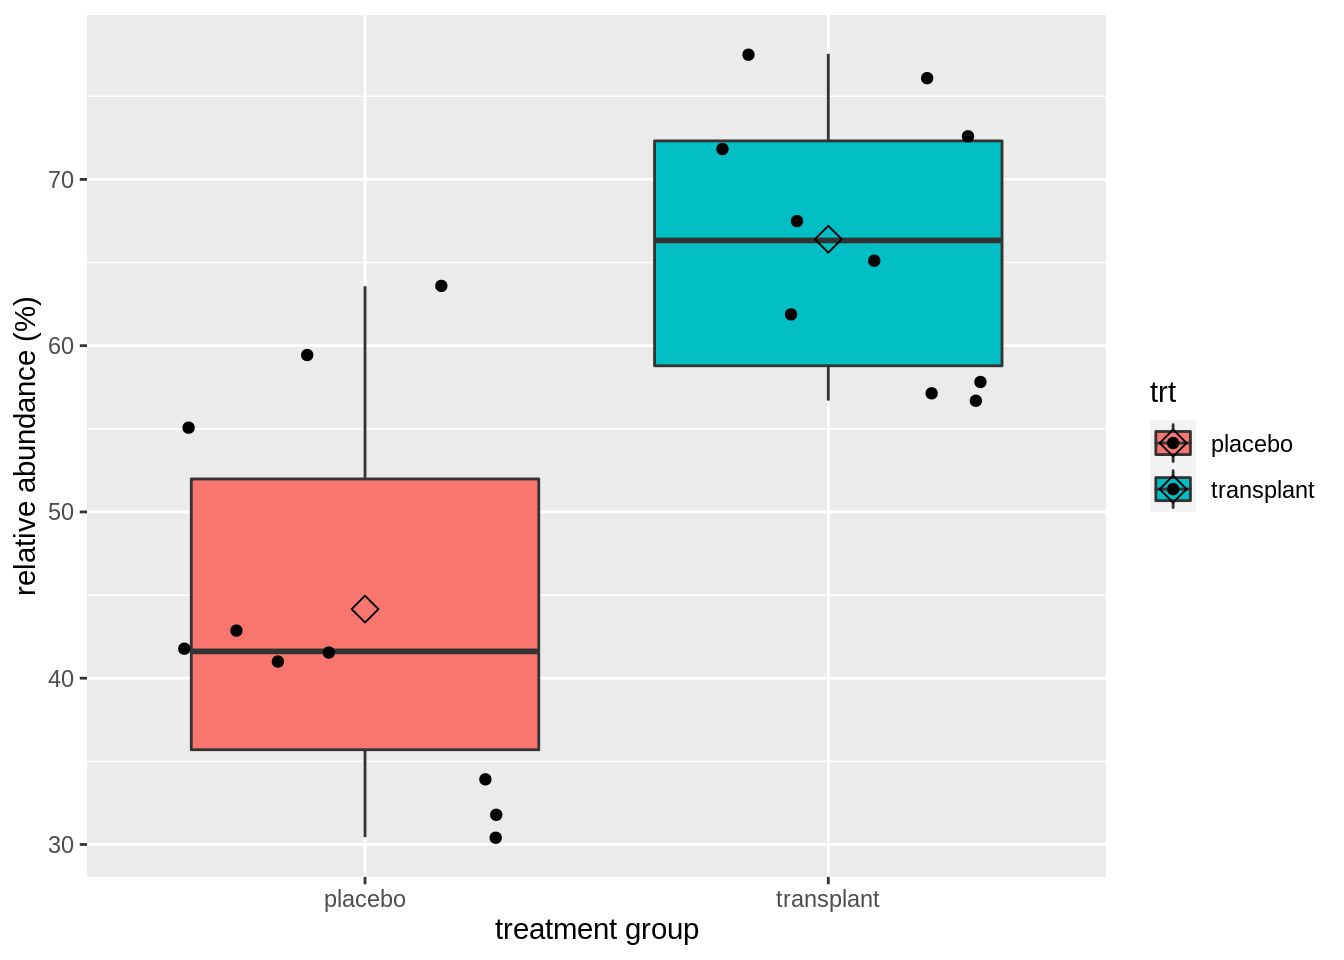 relative abundance (%)
70
60
50
40
30
placebo
transplant
treatment group
trt
placebo
transplant